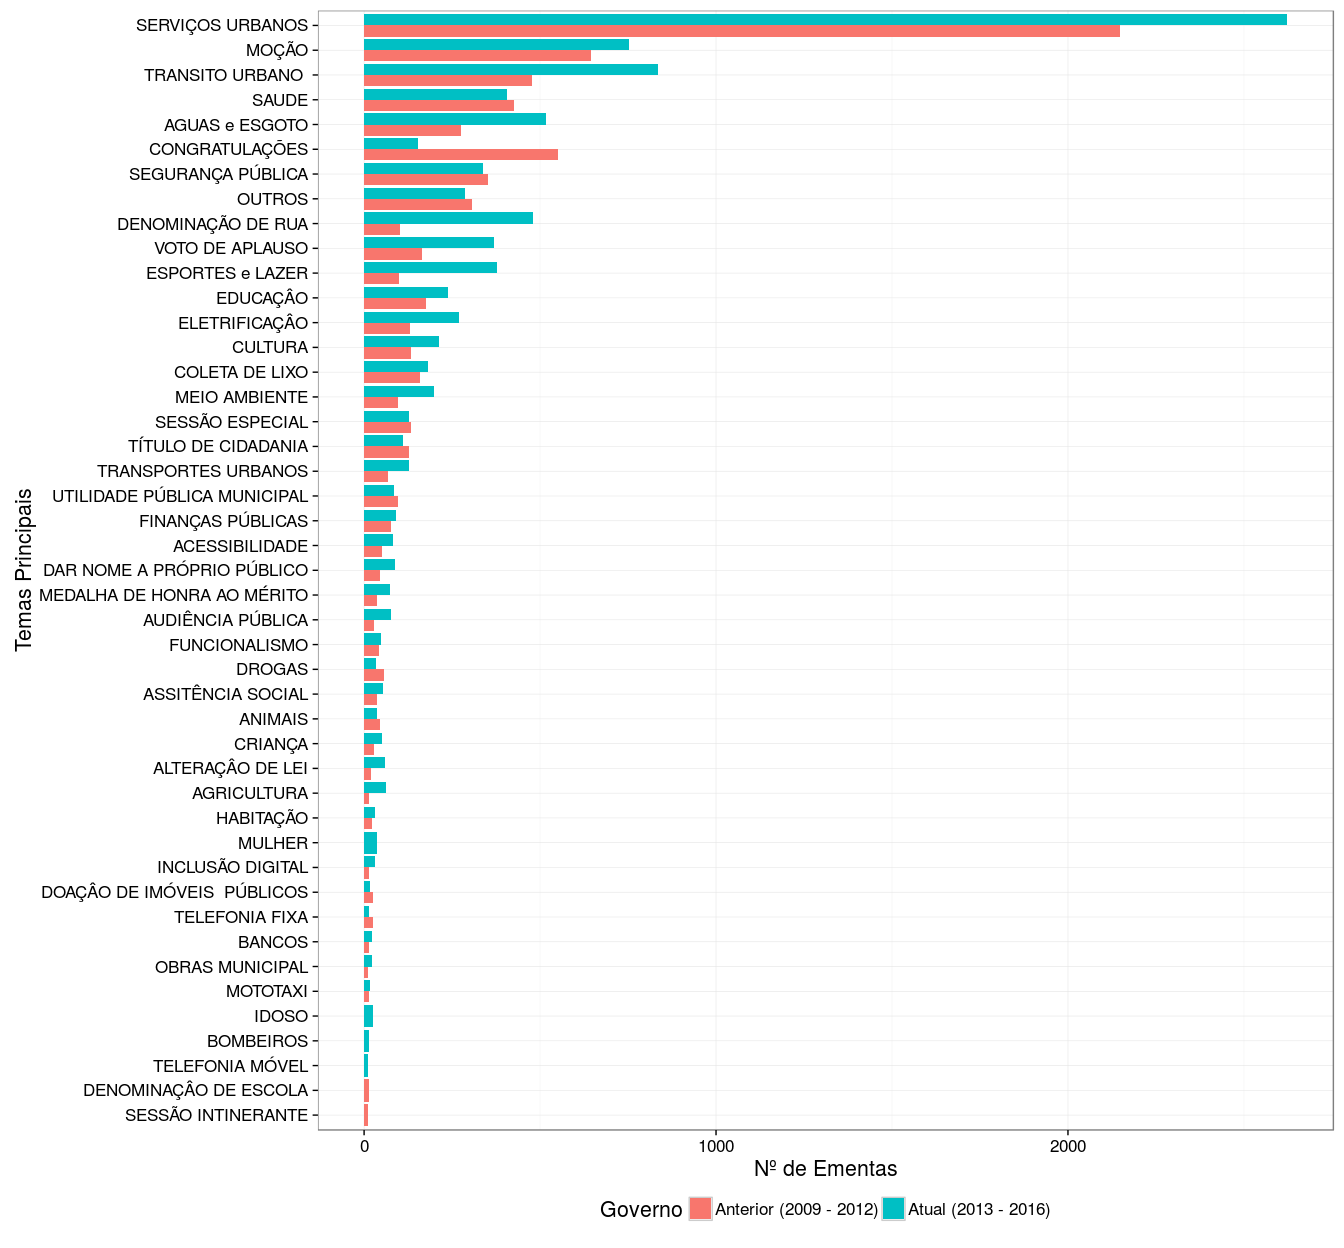 SERVIÇOS URBANOS
MOÇÃO
TRANSITO URBANO
SAUDE
AGUAS e ESGOTO
CONGRATULAÇÕES
SEGURANÇA PÚBLICA
OUTROS
DENOMINAÇÃO DE RUA
VOTO DE APLAUSO
ESPORTES e LAZER
EDUCAÇÂO
ELETRIFICAÇÂO
CULTURA
COLETA DE LIXO
MEIO AMBIENTE
SESSÃO ESPECIAL
TÍTULO DE CIDADANIA
TRANSPORTES URBANOS
UTILIDADE PÚBLICA MUNICIPAL
FINANÇAS PÚBLICAS
ACESSIBILIDADE
DAR NOME A PRÓPRIO PÚBLICO
MEDALHA DE HONRA AO MÉRITO
AUDIÊNCIA PÚBLICA
FUNCIONALISMO
DROGAS
ASSITÊNCIA SOCIAL
ANIMAIS
CRIANÇA
ALTERAÇÂO DE LEI
AGRICULTURA
HABITAÇÃO
MULHER
INCLUSÃO DIGITAL
DOAÇÂO DE IMÓVEIS  PÚBLICOS
TELEFONIA FIXA
BANCOS
OBRAS MUNICIPAL
MOTOTAXI
IDOSO
BOMBEIROS
TELEFONIA MÓVEL
DENOMINAÇÂO DE ESCOLA
SESSÃO INTINERANTE
Temas Principais
0 1000 2000
Nº de Ementas
Governo Anterior (2009 - 2012) Atual (2013 - 2016)